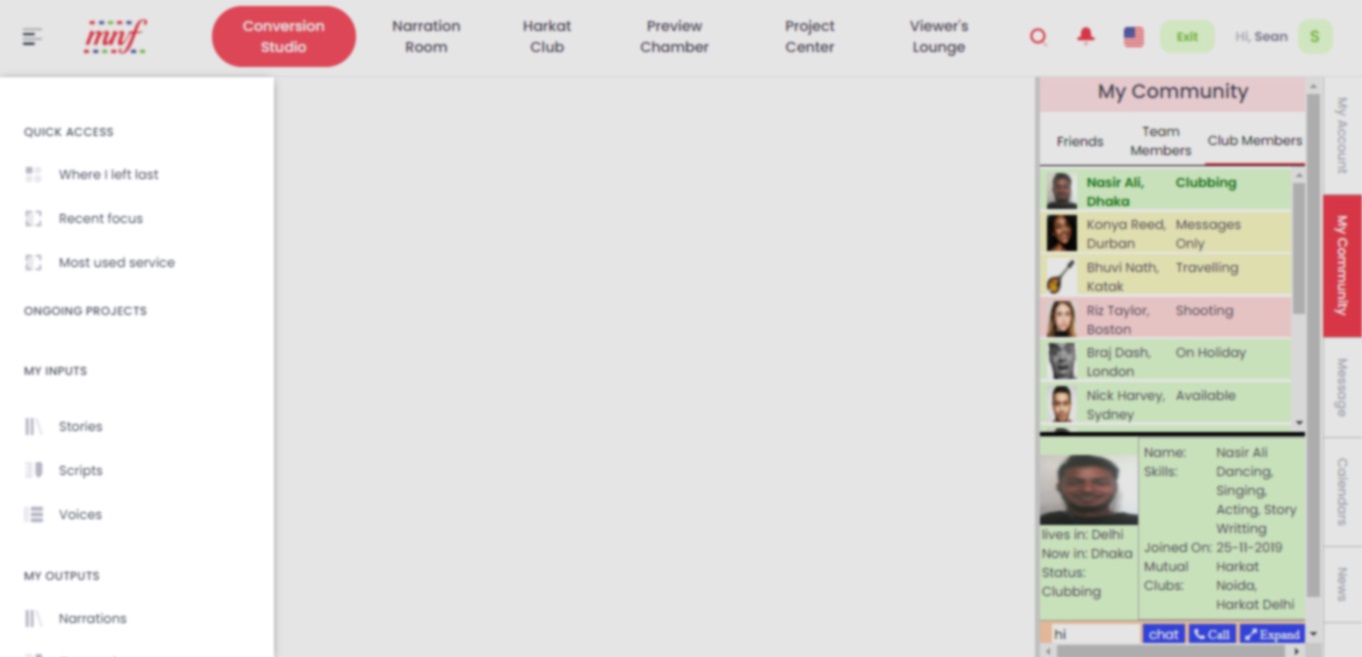 mnf
Conversion
Studio
Narration
Room
Harkat
Club
Preview
Chamber
Project
Center
Viewer's
Lounge
Exit
Hi, Sean
S
QUICK ACCESS
Where I left last
Recent focus
Most used service
ONGOING PROJECTS
MY INPUTS
Stories
Scripts
Voices
MY OUTPUTS
Narrations
My Community
Friends
Team
Members
Club Members
Nasir Ali, Clubbing
Dhaka
Konya Reed, Messages
Durban Only
Bhuvi Nath, Travelling
Katak
Riz Taylor, Shooting
Boston
Braj Dash, On Holiday
London
Nick Harvey, Available
Sydney
lives in: Delhi
Now in: Dhaka
Status:
Clubbing
Name: Nasir Ali
Skills: Dancing,
Singing,
Acting, Story
Writting
Joined On: 25-11-2019
Mutual Harkat
Clubs: Noida,
Harkat Delhi
hi
chat
Call
Expand
My Account
My Community
Message
Calendars
News